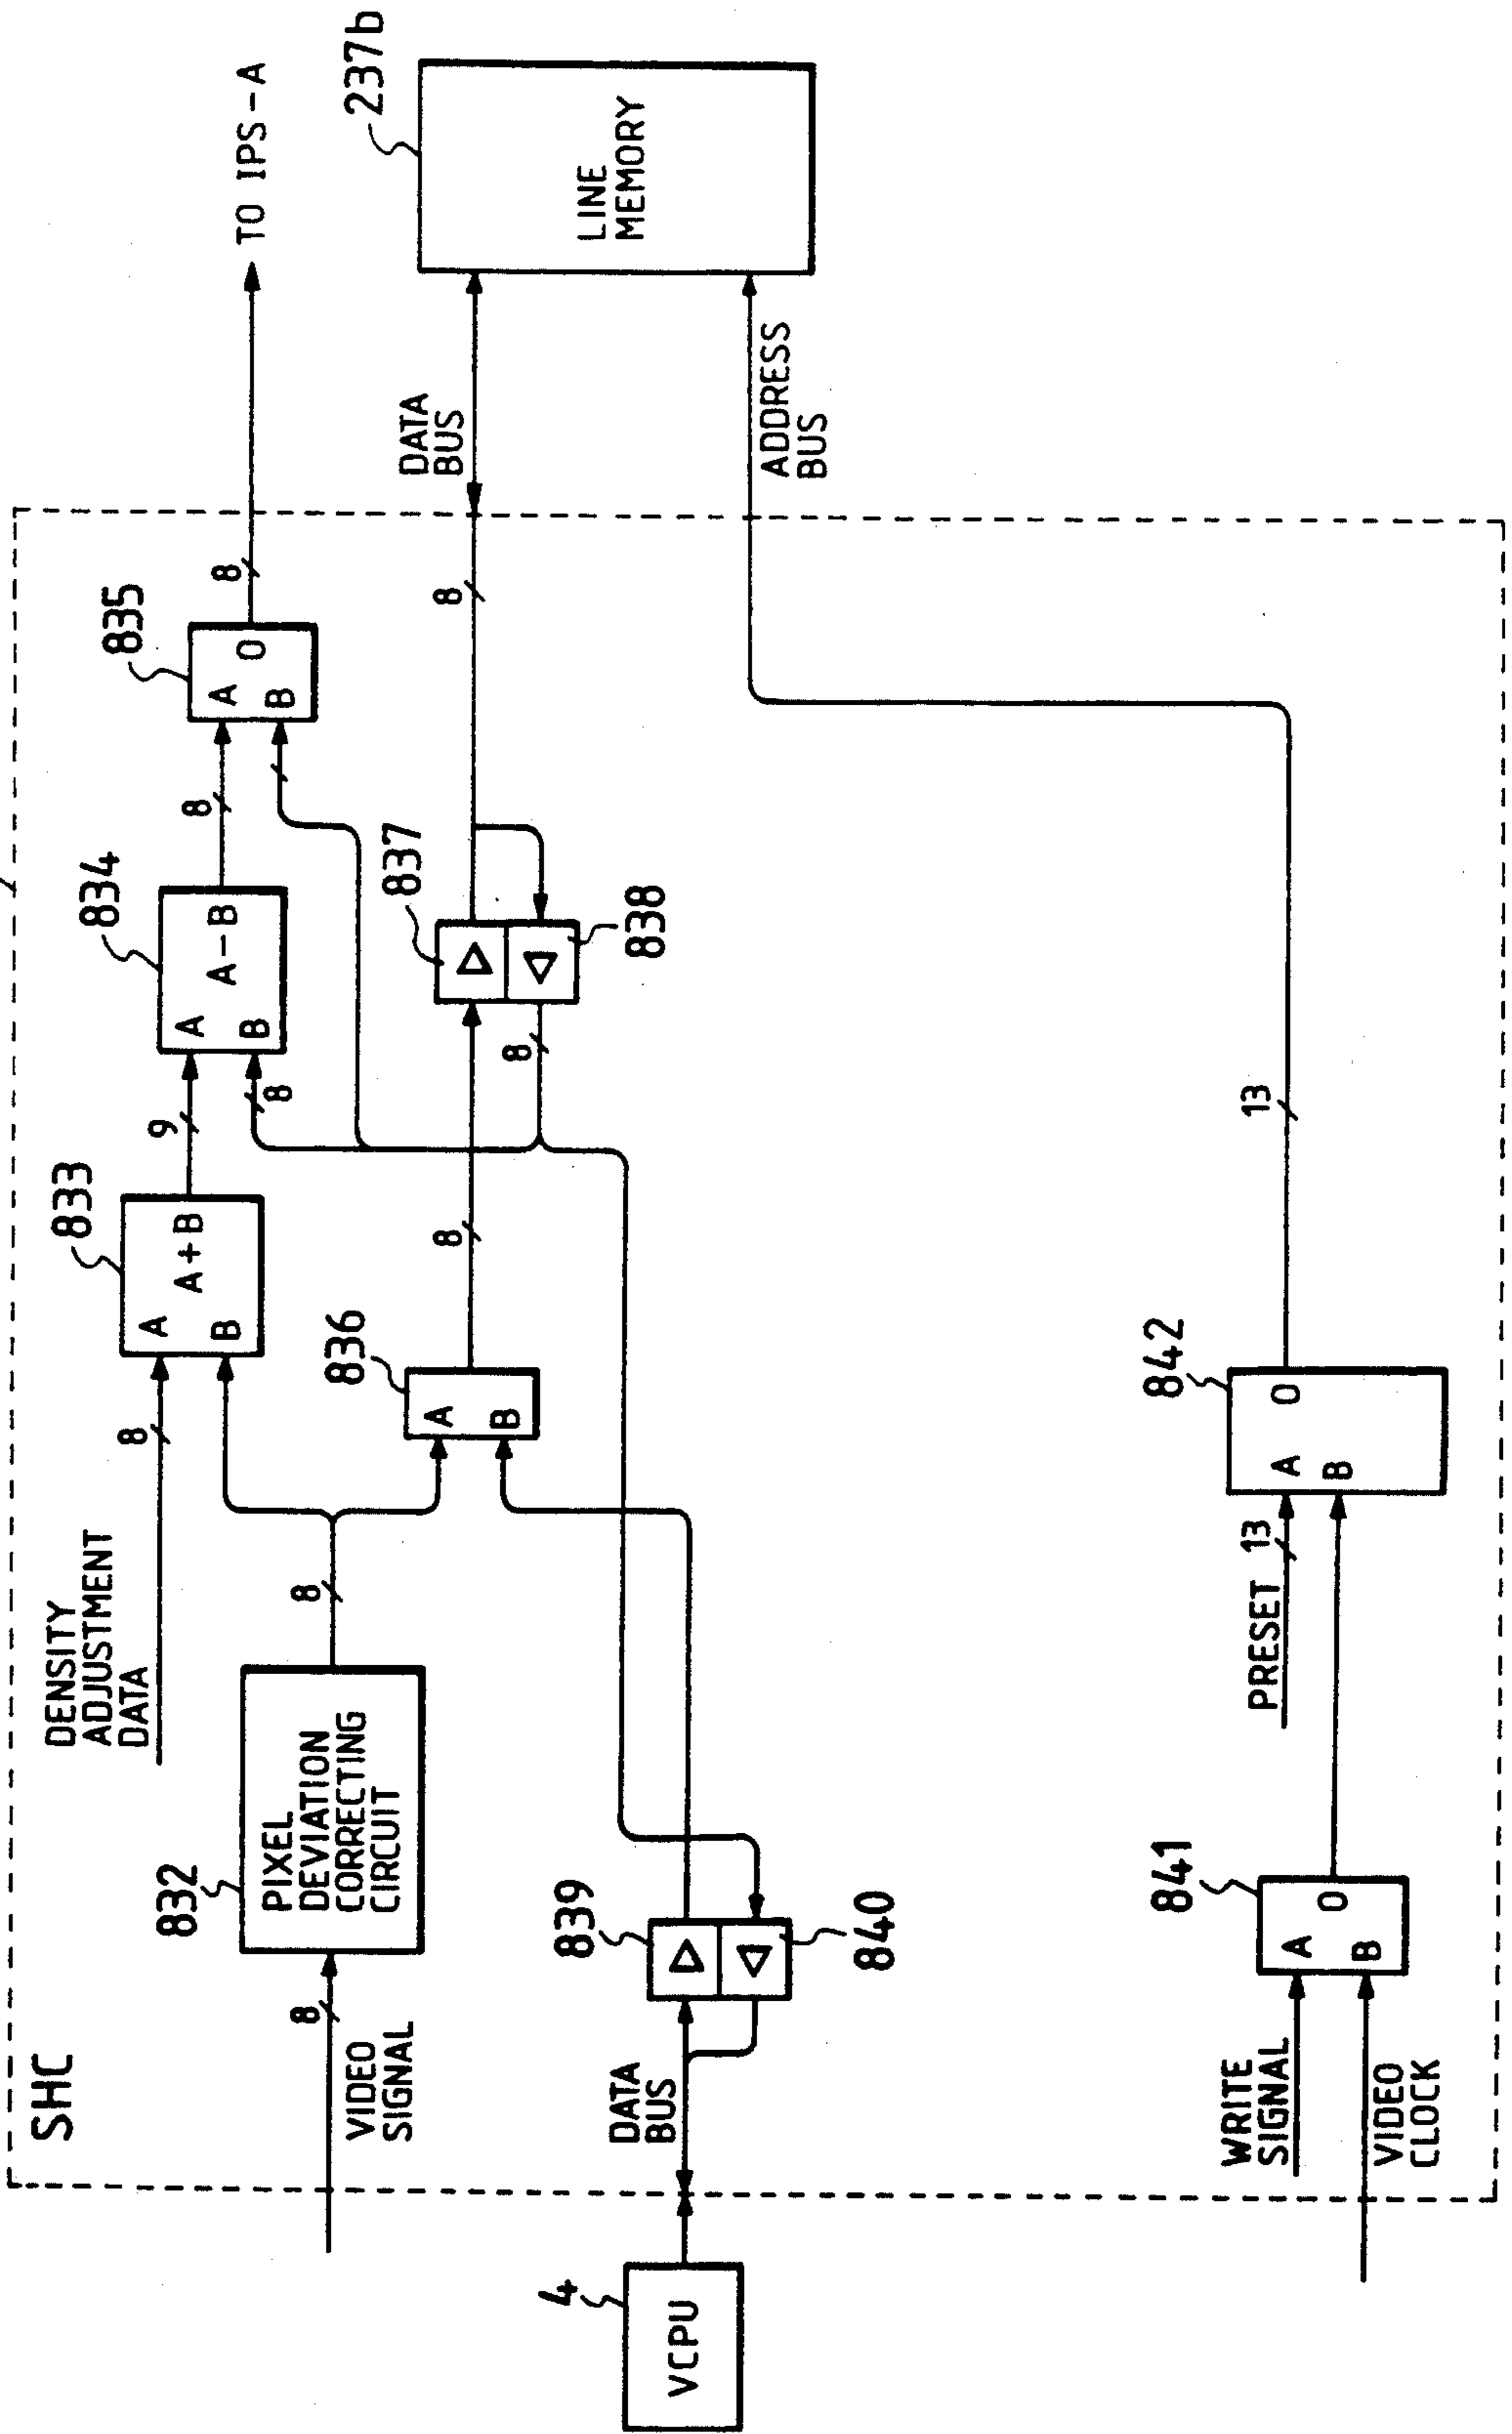 SHC
8
VIDEO
SIGNAL
832
PIXEL
DEVIATION
CORRECTING
CIRCUIT
8
DENSITY
ADJUSTMENT
DATA
8
833
A
A+B
B
9
834
A
A-B
B
8
8
835
A
O
B
8
TO IPS-A
836
A
B
8
837
838
8
8
DATA
BUS
237b
LINE
MEMORY
ADDRESS
BUS
4
VCPU
DATA
BUS
839
840
WRITE
SIGNAL
VIDEO
CLOCK
841
A
O
B
PRESET
13
842
A
O
B
13